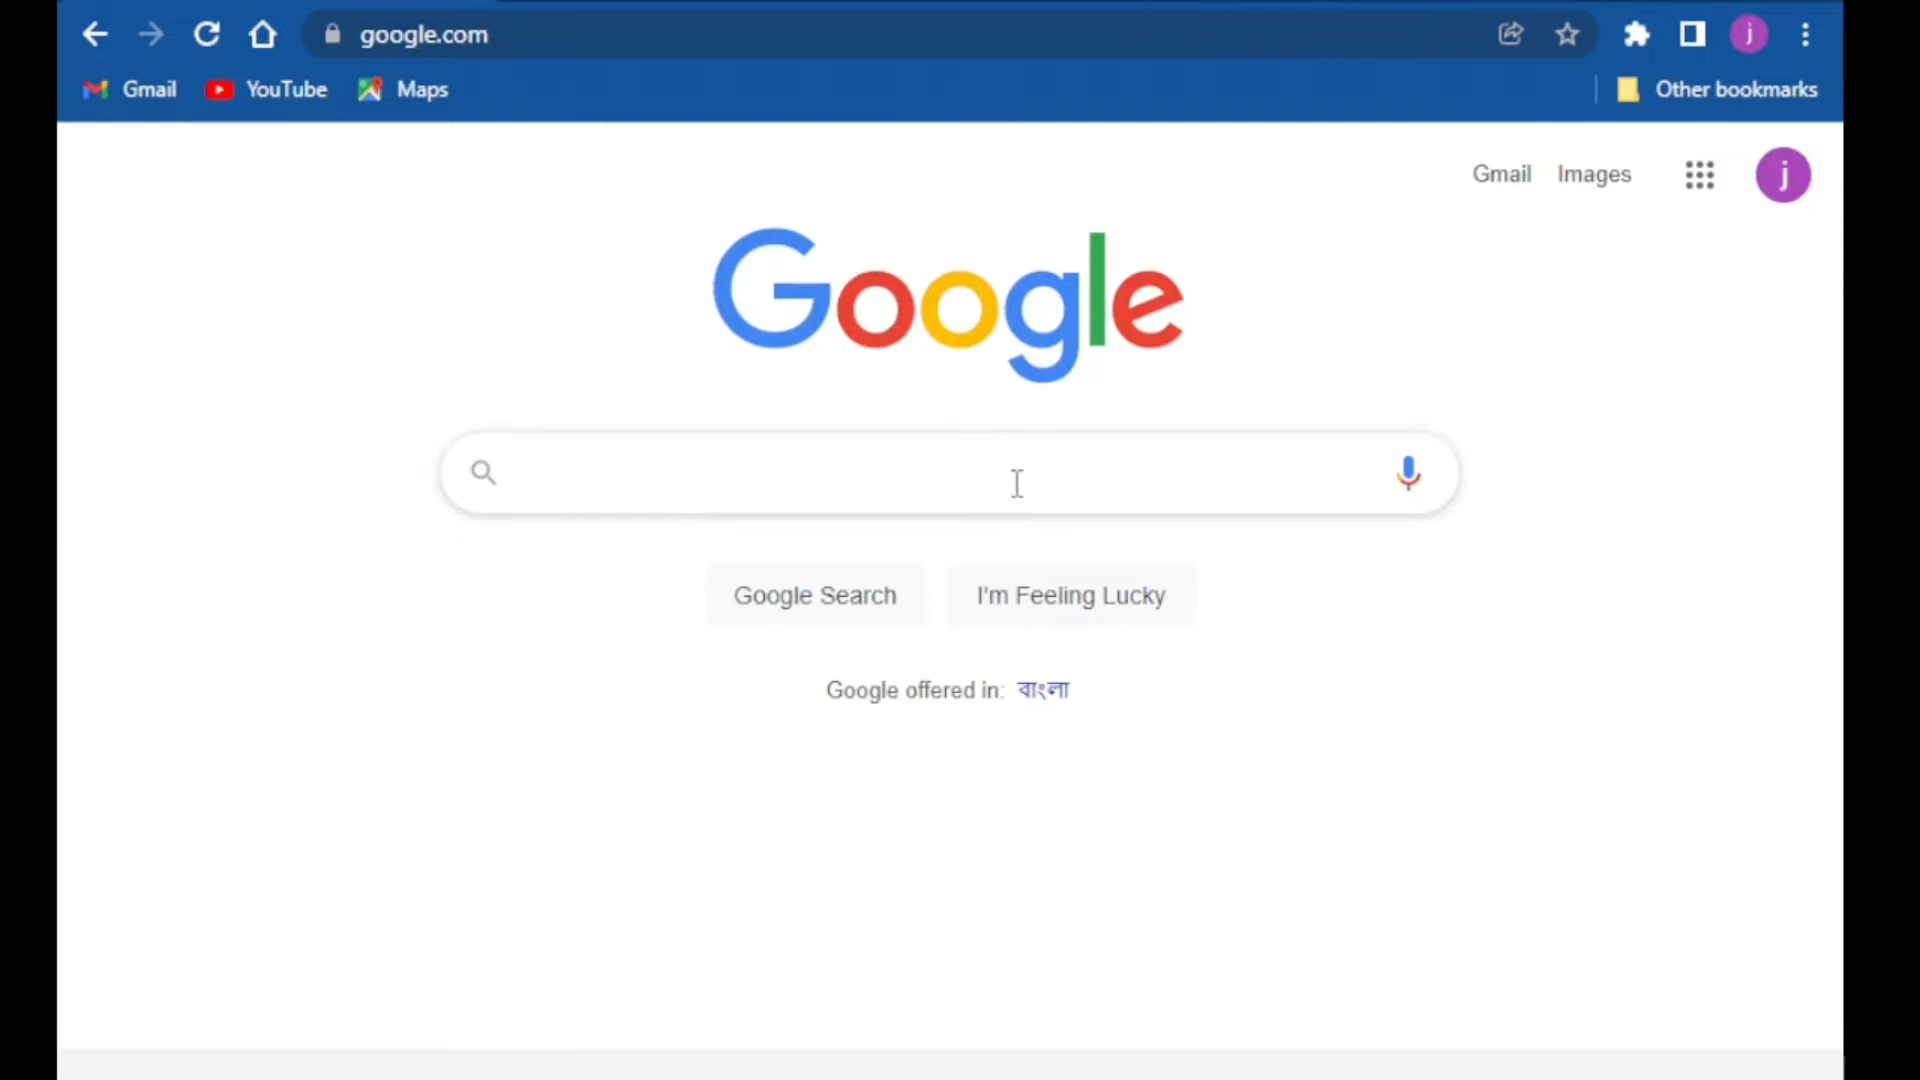 google.com
j
Gmail YouTube Maps Other bookmarks
Gmail Images j
Google
Google Search I'm Feeling Lucky
Google offered in: বাংলা